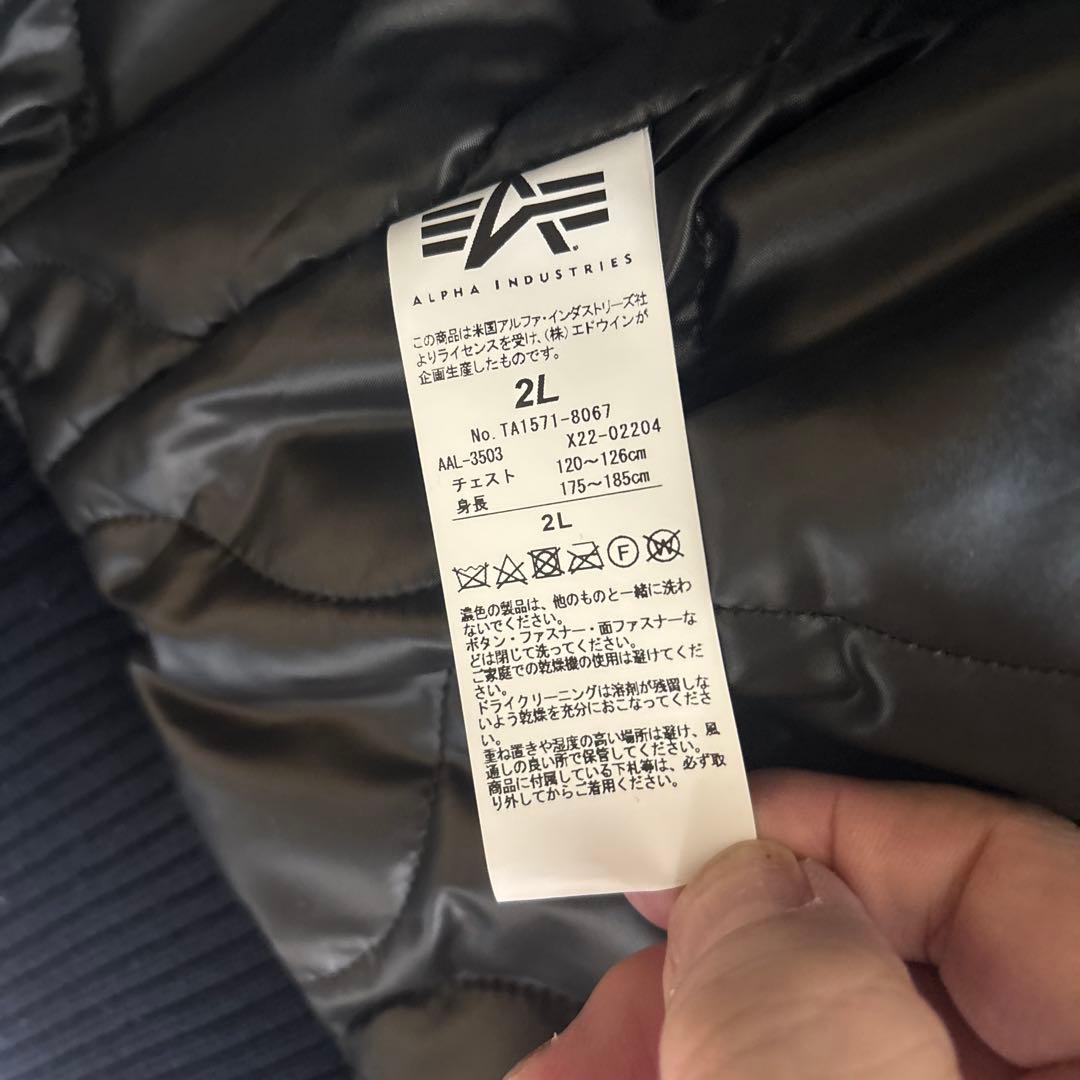 ALPHA INDUSTRIES
この商品は米国アルファ・インダストリーズ社
よりライセンスを受け、(株)エドウインが
企画生産したものです。
2L
No. TA1571-8067
AAL-3503 X22-02204
チェスト 120〜126cm
身長 175〜185cm
2L
F W
濃色の製品は、他のものと一緒に洗わ
ないでください。
ボタン・ファスナー・面ファスナーな
どは閉じて洗ってください。
ご家庭での乾燥機の使用は避けてくだ
さい。
ドライクリーニングは溶剤が残留しな
いよう乾燥を充分におこなってくださ
い。
重ね置きや湿度の高い場所は避け、風
通しの良い所で保管してください。
商品に付属している下札等は、必ず取
り外してからご着用ください。